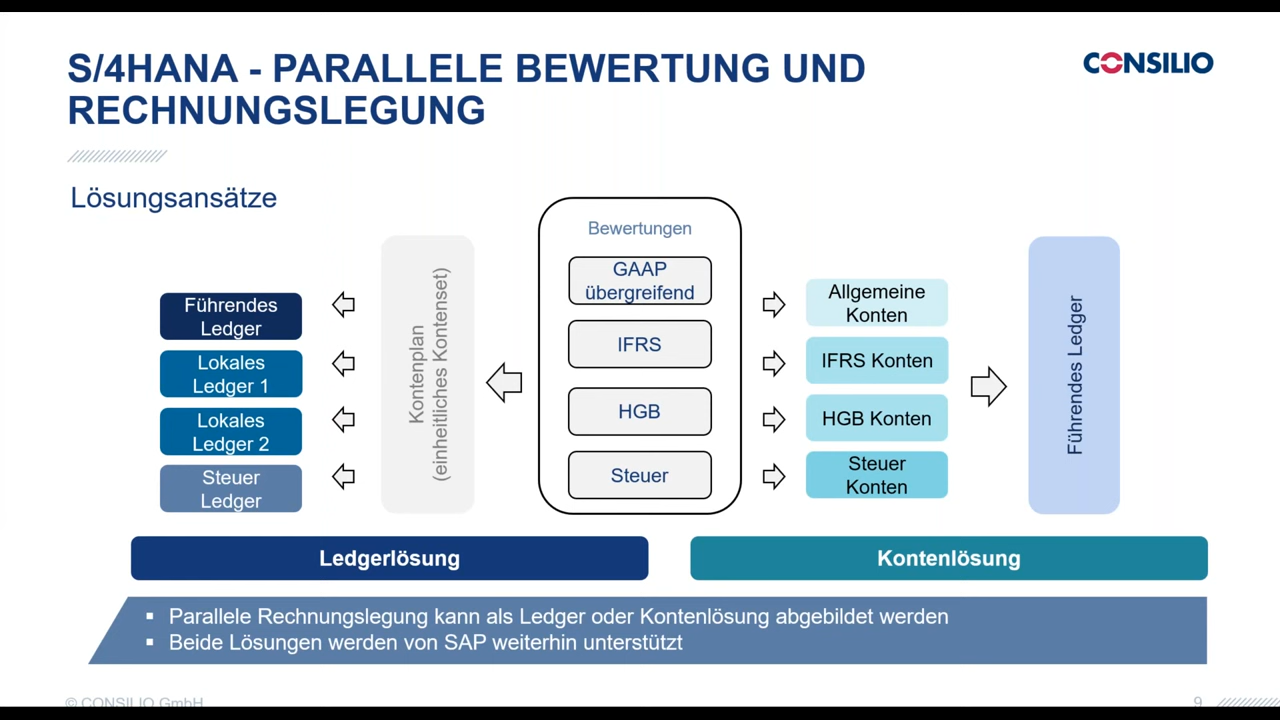 S/4HANA - PARALLELE BEWERTUNG UND
RECHNUNGSLEGUNG
CONSILIO
Lösungsansätze
Führendes
Ledger
Lokales
Ledger 1
Lokales
Ledger 2
Steuer
Ledger
Kontenplan
(einheitliches Kontenset)
Bewertungen
GAAP
übergreifend
IFRS
HGB
Steuer
Allgemeine
Konten
IFRS Konten
HGB Konten
Steuer
Konten
Führendes Ledger
Ledgerlösung
Kontenlösung
▪ Parallele Rechnungslegung kann als Ledger oder Kontenlösung abgebildet werden
▪ Beide Lösungen werden von SAP weiterhin unterstützt
© CONSILIO GmbH
9